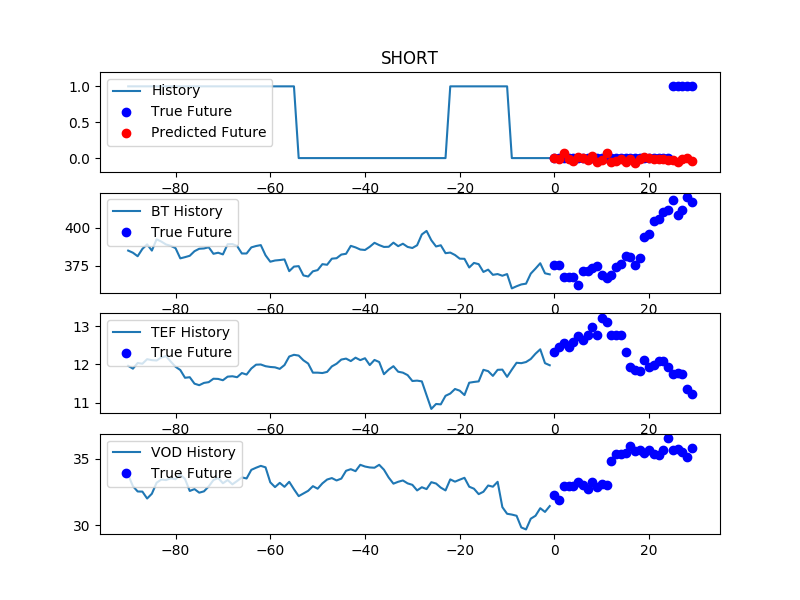 SHORT
1.0
0.5
0.0
History
True Future
Predicted Future
−80 −60 −40 −20 0 20
400
375
BT History
True Future
−80 −60 −40 −20 0 20
13
12
11
TEF History
True Future
−80 −60 −40 −20 0 20
35
30
VOD History
True Future
−80 −60 −40 −20 0 20